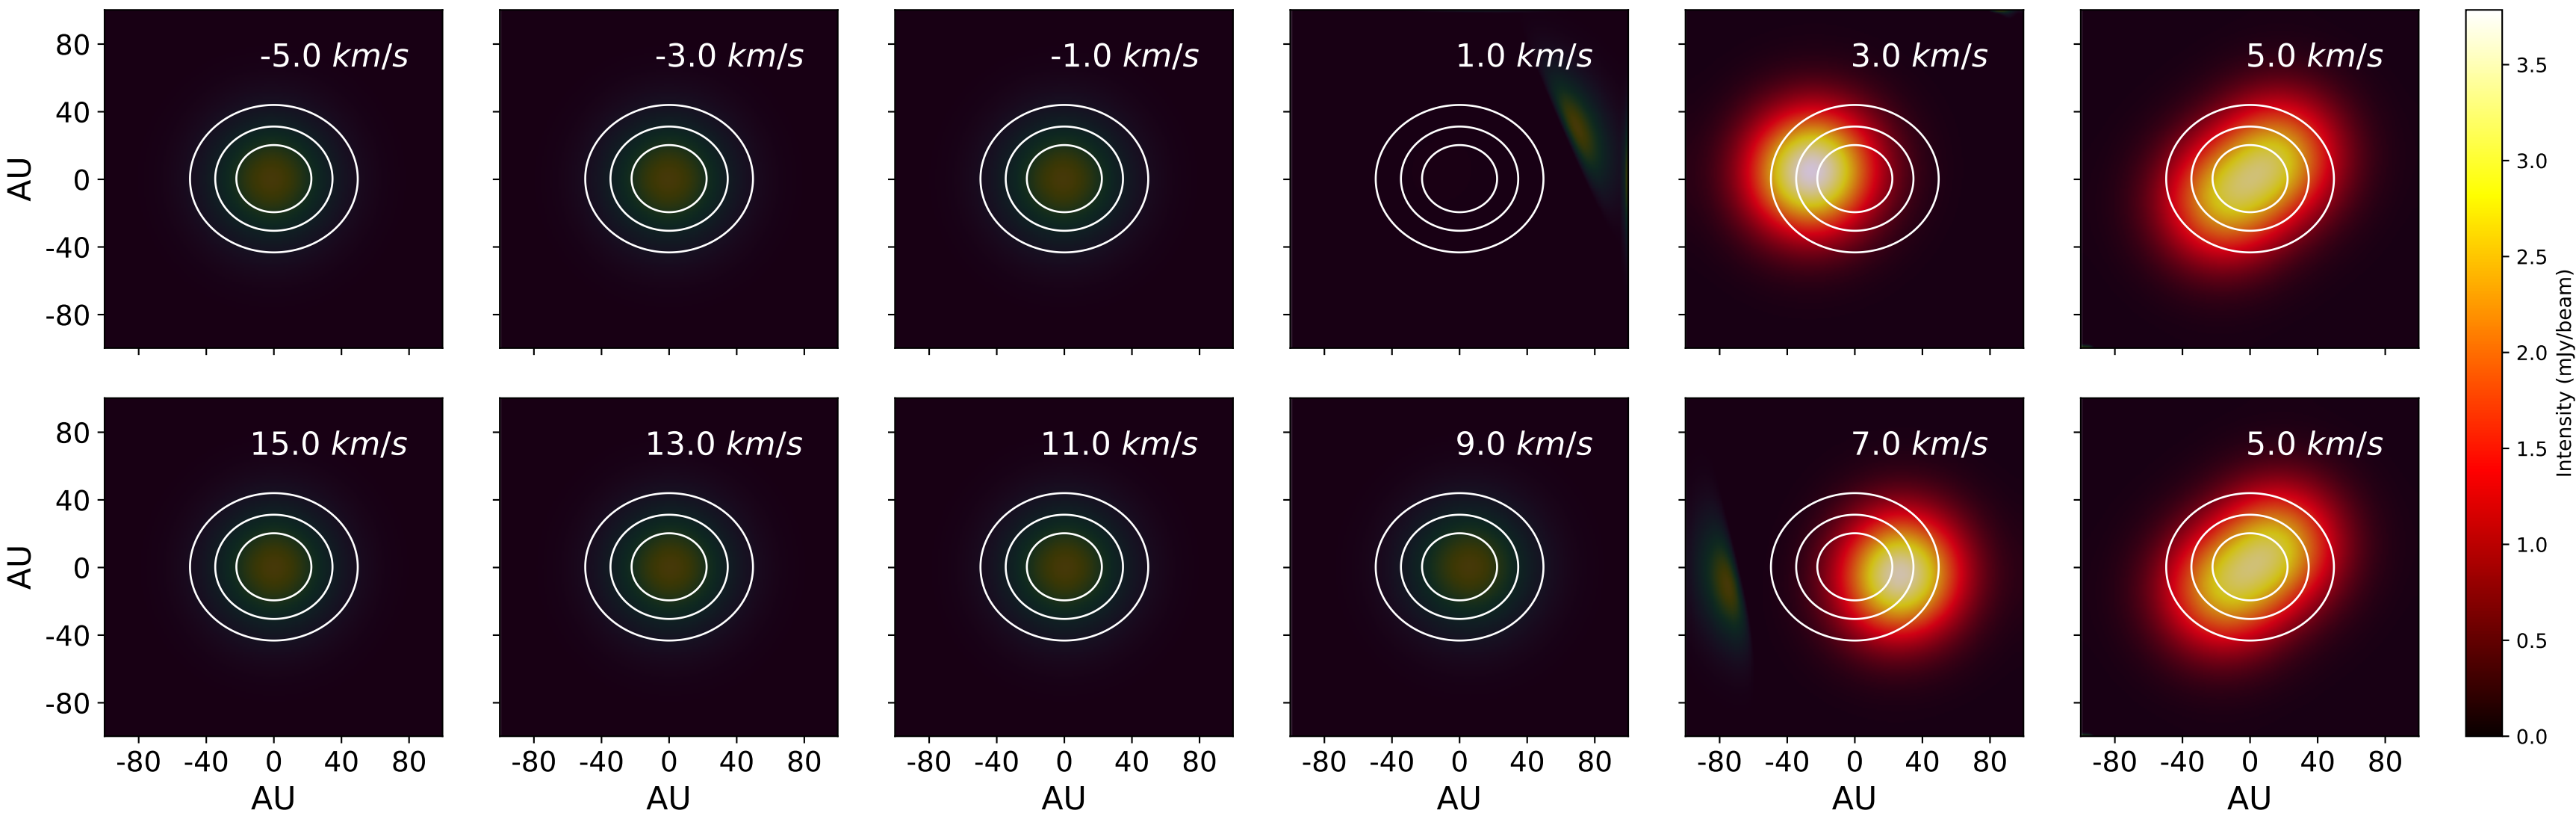 -5.0 km/s
-3.0 km/s
-1.0 km/s
1.0 km/s
3.0 km/s
5.0 km/s
80
40
0
-40
-80
AU
15.0 km/s
13.0 km/s
11.0 km/s
9.0 km/s
7.0 km/s
5.0 km/s
80
40
0
-40
-80
AU
-80 -40 0 40 80
-80 -40 0 40 80
-80 -40 0 40 80
-80 -40 0 40 80
-80 -40 0 40 80
-80 -40 0 40 80
AU
AU
AU
AU
AU
AU
3.5
3.0
2.5
2.0
1.5
1.0
0.5
0.0
Intensity (mJy/beam)